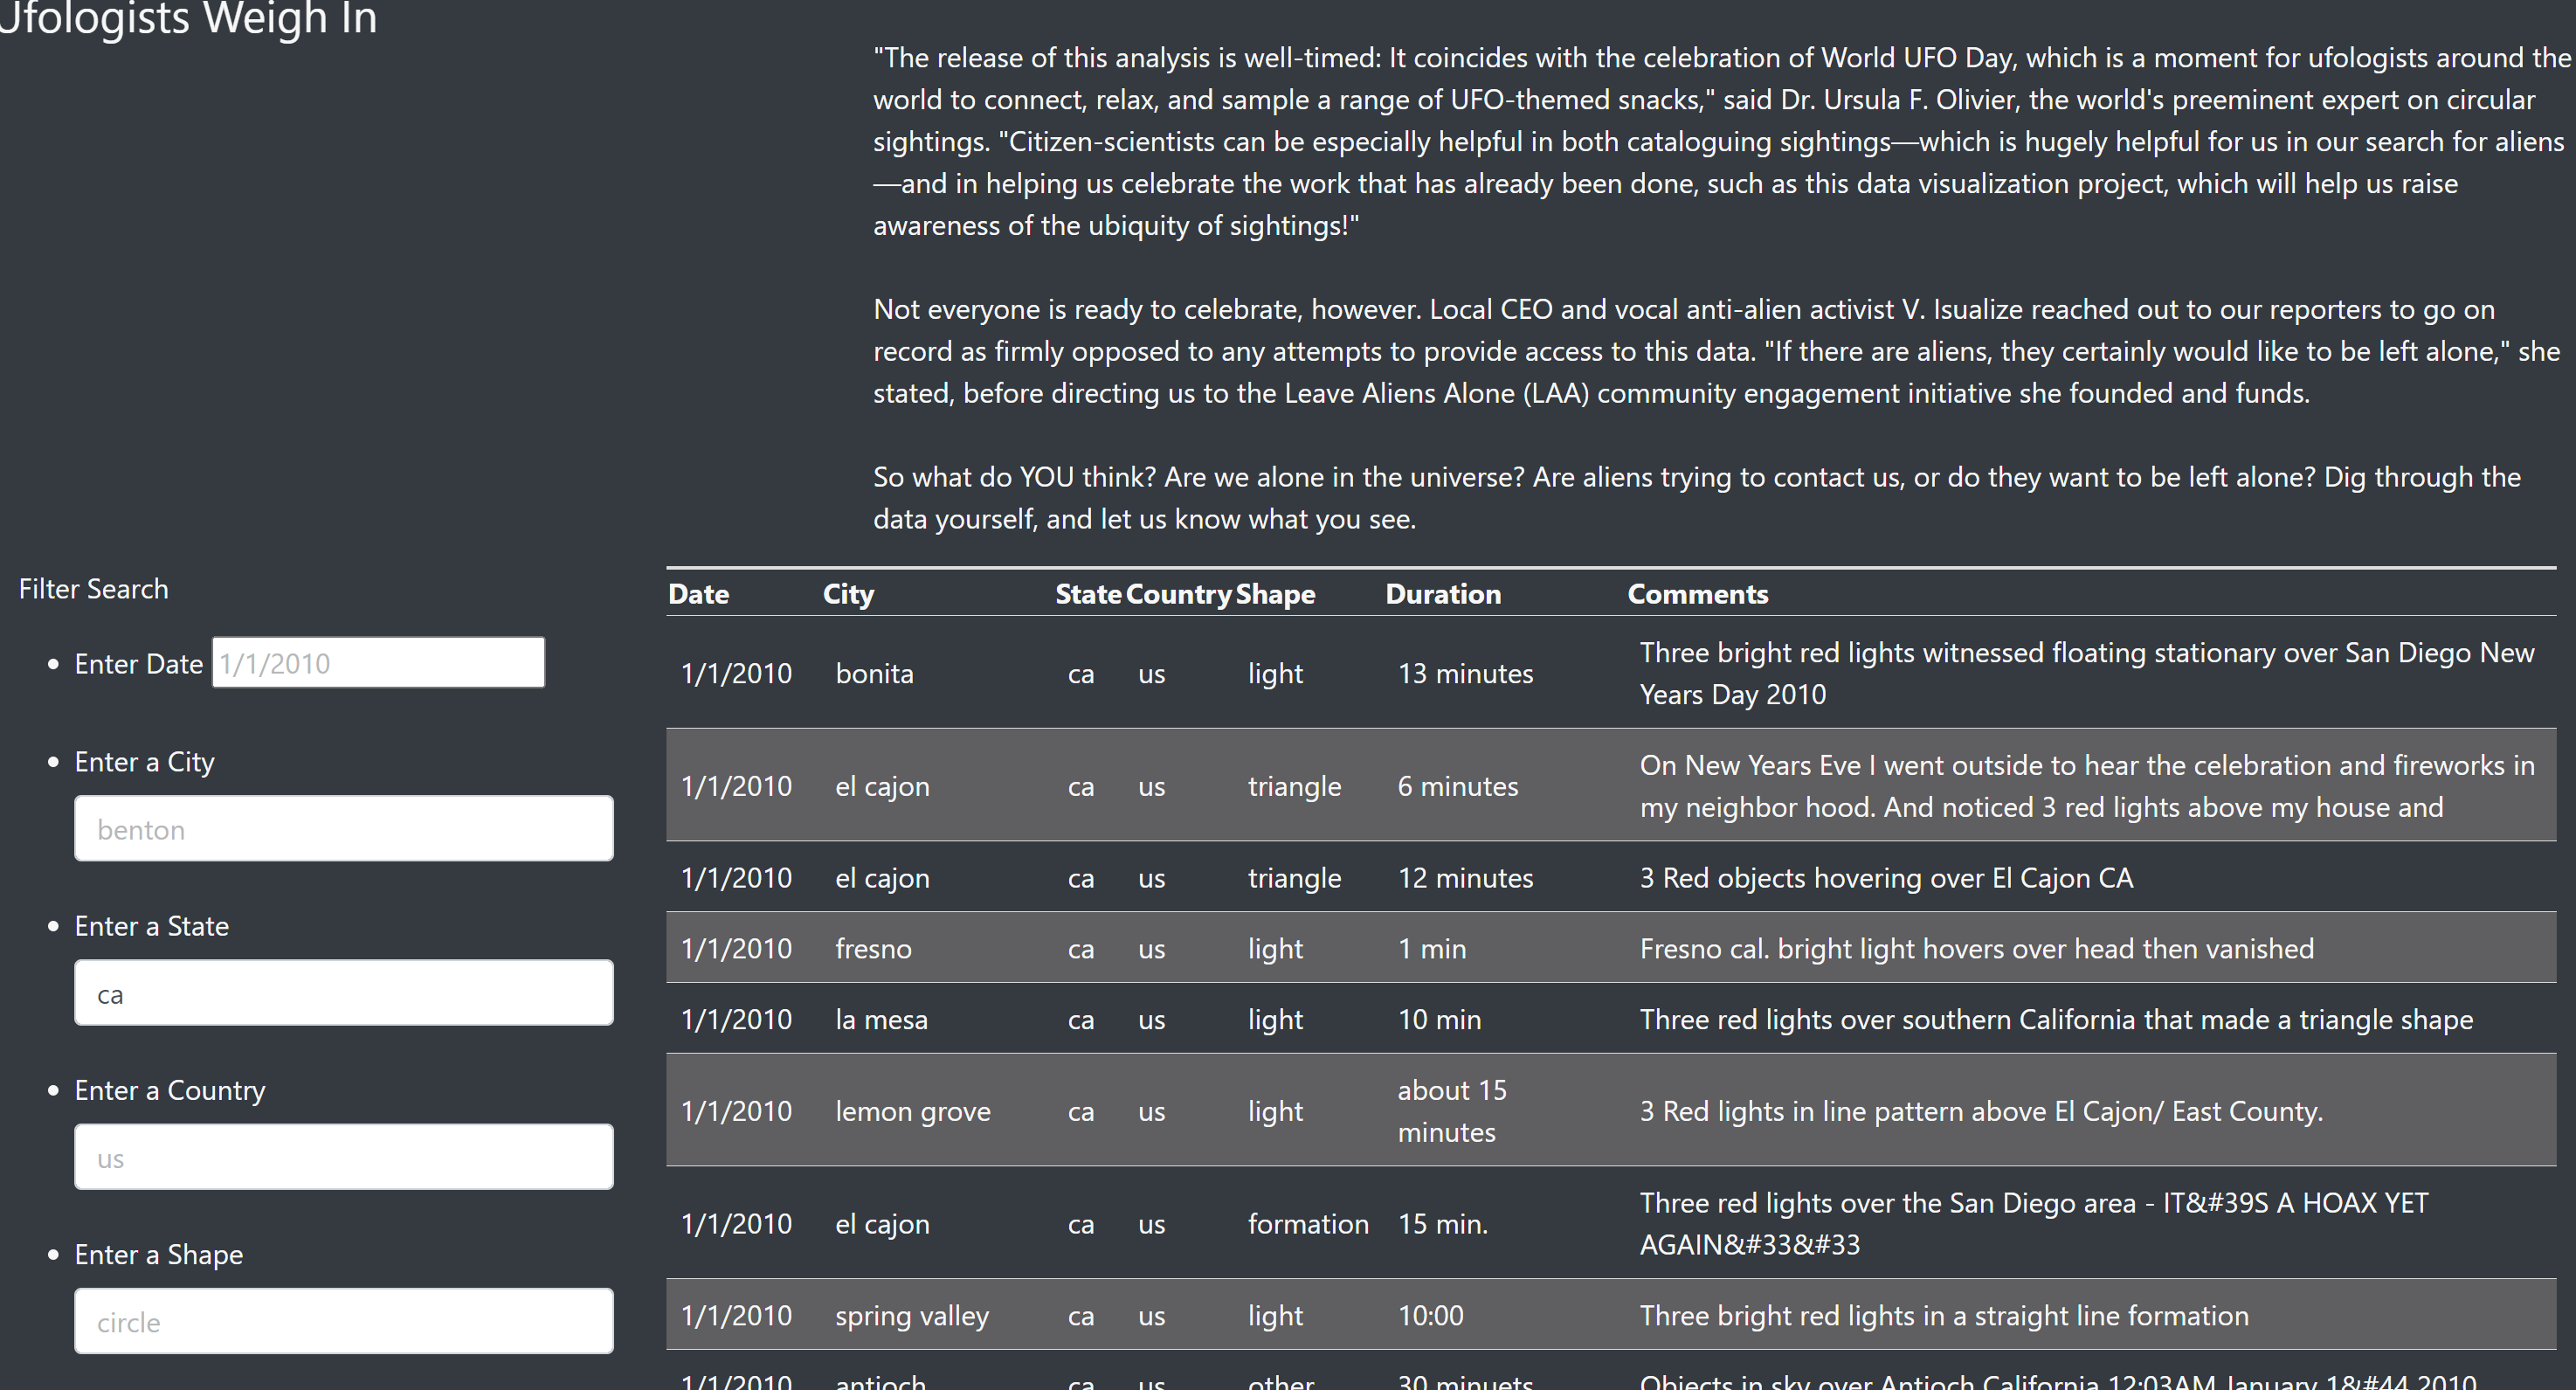 Ufologists Weigh In
"The release of this analysis is well-timed: It coincides with the celebration of World UFO Day, which is a moment for ufologists around the
world to connect, relax, and sample a range of UFO-themed snacks," said Dr. Ursula F. Olivier, the world's preeminent expert on circular
sightings. "Citizen-scientists can be especially helpful in both cataloguing sightings—which is hugely helpful for us in our search for aliens
—and in helping us celebrate the work that has already been done, such as this data visualization project, which will help us raise
awareness of the ubiquity of sightings!"
Not everyone is ready to celebrate, however. Local CEO and vocal anti-alien activist V. Isualize reached out to our reporters to go on
record as firmly opposed to any attempts to provide access to this data. "If there are aliens, they certainly would like to be left alone," she
stated, before directing us to the Leave Aliens Alone (LAA) community engagement initiative she founded and funds.
So what do YOU think? Are we alone in the universe? Are aliens trying to contact us, or do they want to be left alone? Dig through the
data yourself, and let us know what you see.
Filter Search
Enter Date 1/1/2010
Enter a City
benton
Enter a State
ca
Enter a Country
us
Enter a Shape
circle
Date City State Country Shape Duration Comments
1/1/2010 bonita ca us light 13 minutes Three bright red lights witnessed floating stationary over San Diego New
Years Day 2010
1/1/2010 el cajon ca us triangle 6 minutes On New Years Eve I went outside to hear the celebration and fireworks in
my neighbor hood. And noticed 3 red lights above my house and
1/1/2010 el cajon ca us triangle 12 minutes 3 Red objects hovering over El Cajon CA
1/1/2010 fresno ca us light 1 min Fresno cal. bright light hovers over head then vanished
1/1/2010 la mesa ca us light 10 min Three red lights over southern California that made a triangle shape
1/1/2010 lemon grove ca us light about 15
minutes 3 Red lights in line pattern above El Cajon/ East County.
1/1/2010 el cajon ca us formation 15 min. Three red lights over the San Diego area - IT&#39S A HOAX YET
AGAIN&#33&#33
1/1/2010 spring valley ca us light 10:00 Three bright red lights in a straight line formation
1/1/2010 antioch ca us other 30 minuets Objects in sky over Antioch California 12:03AM January 1&#44 2010